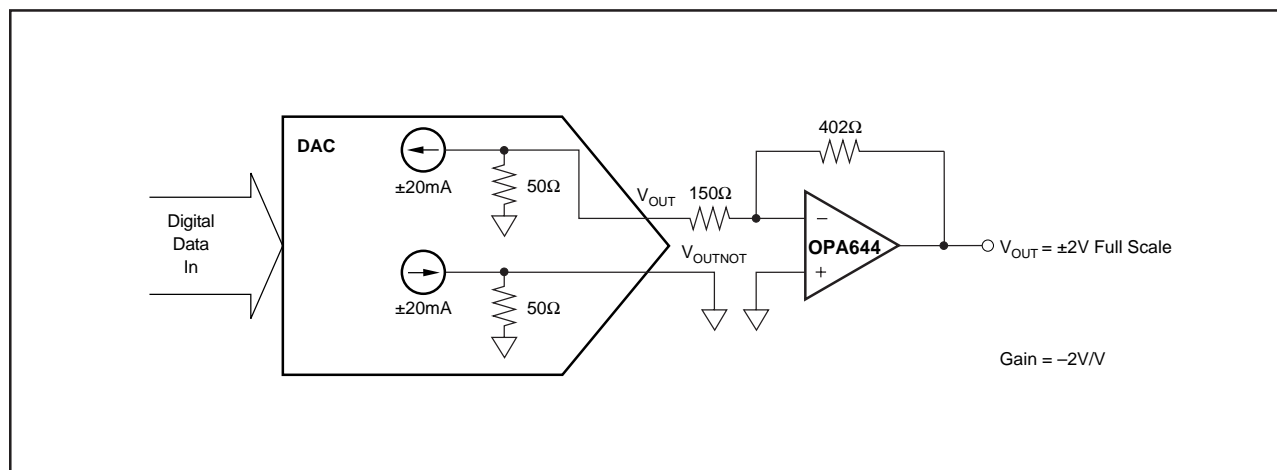 DAC
±20mA
50Ω
±20mA
50Ω
Digital
Data
In
V_OUT
150Ω
V_OUTNOT
402Ω
–
OPA644
+
V_OUT = ±2V Full Scale
Gain = –2V/V